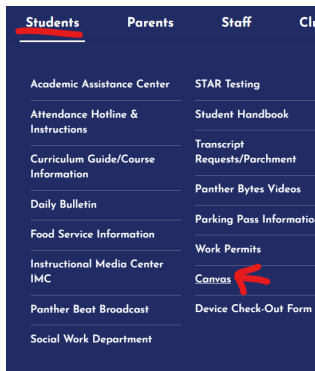 Students Parents Staff
Academic Assistance Center
Attendance Hotline &
Instructions
Curriculum Guide/Course
Information
Daily Bulletin
Food Service Information
Instructional Media Center
IMC
Panther Beat Broadcast
Social Work Department
STAR Testing
Student Handbook
Transcript
Requests/Parchment
Panther Bytes Videos
Parking Pass
Work Permits
Canvas
Device Check-Out Form